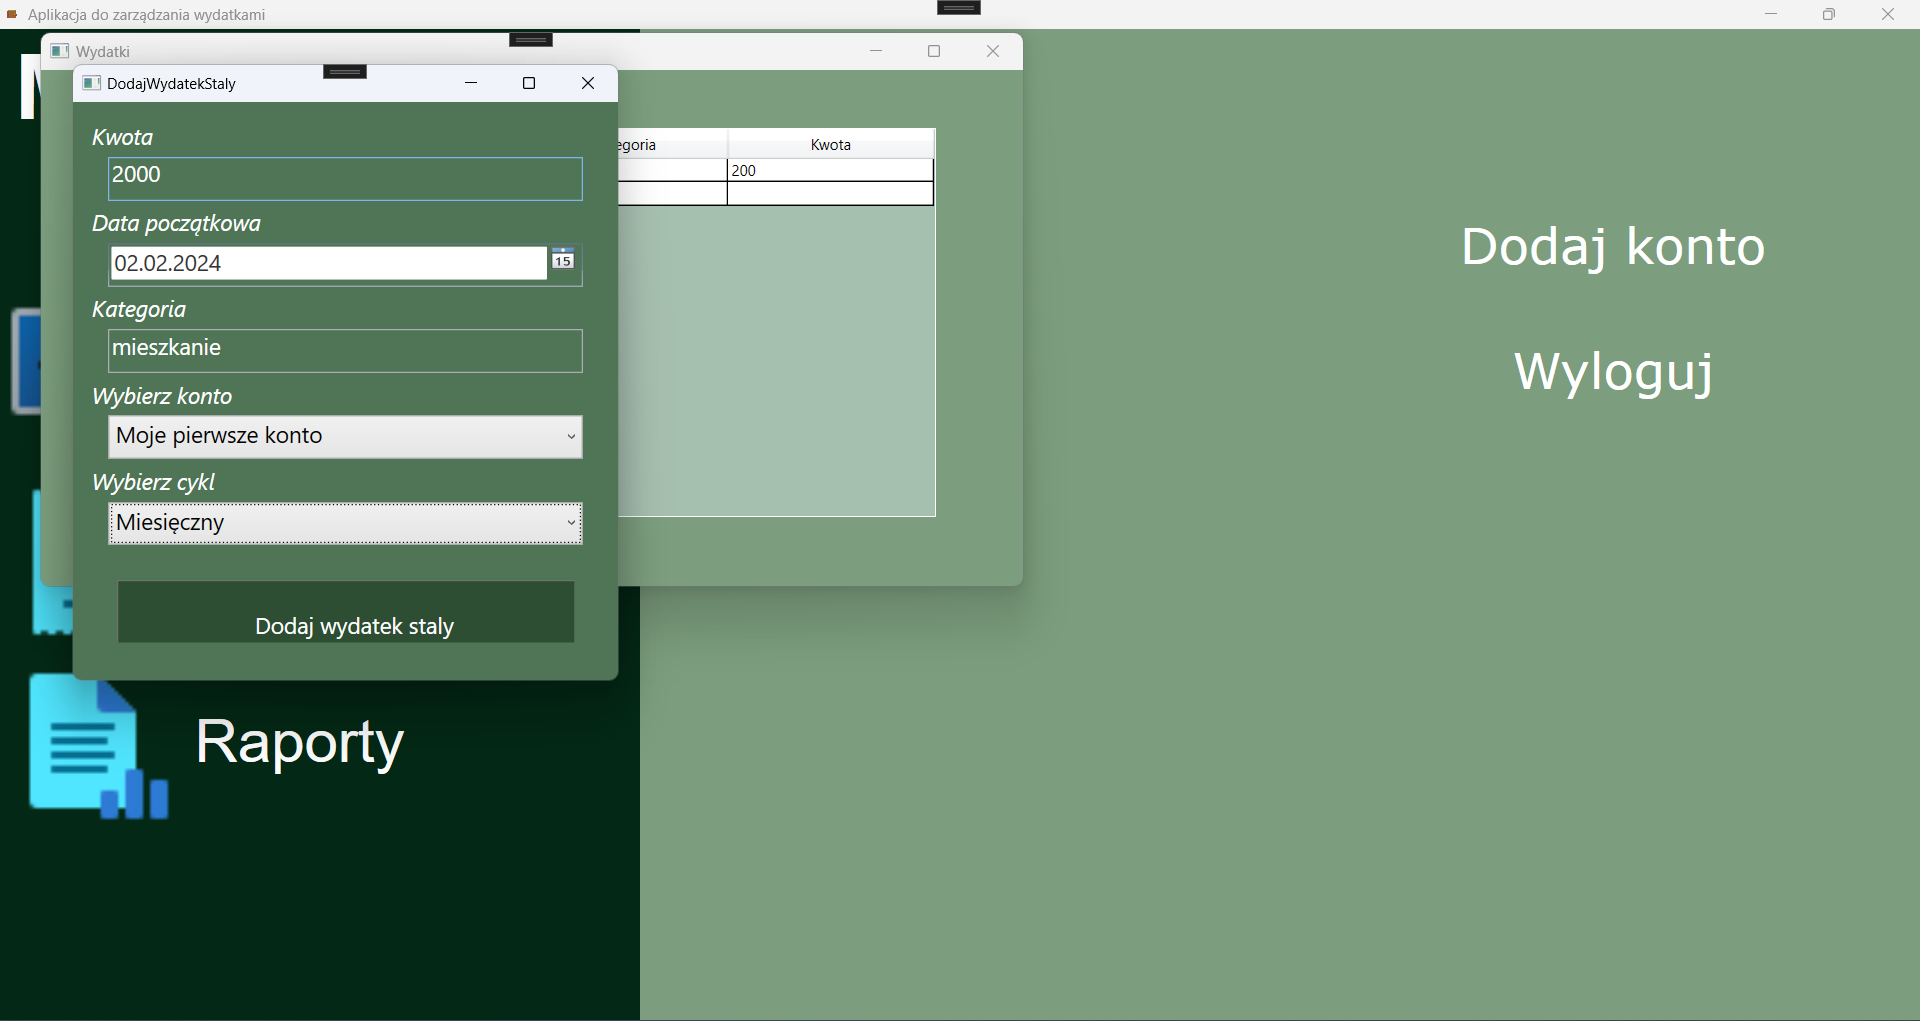 Aplikacja do zarządzania wydatkami
Wydatki
DodajWydatekStaly
Kwota
2000
Data początkowa
02.02.2024
15
Kategoria
mieszkanie
Wybierz konto
Moje pierwsze konto
Wybierz cykl
Miesięczny
Dodaj wydatek staly
egoria
Kwota
200
Dodaj konto
Wyloguj
Raporty